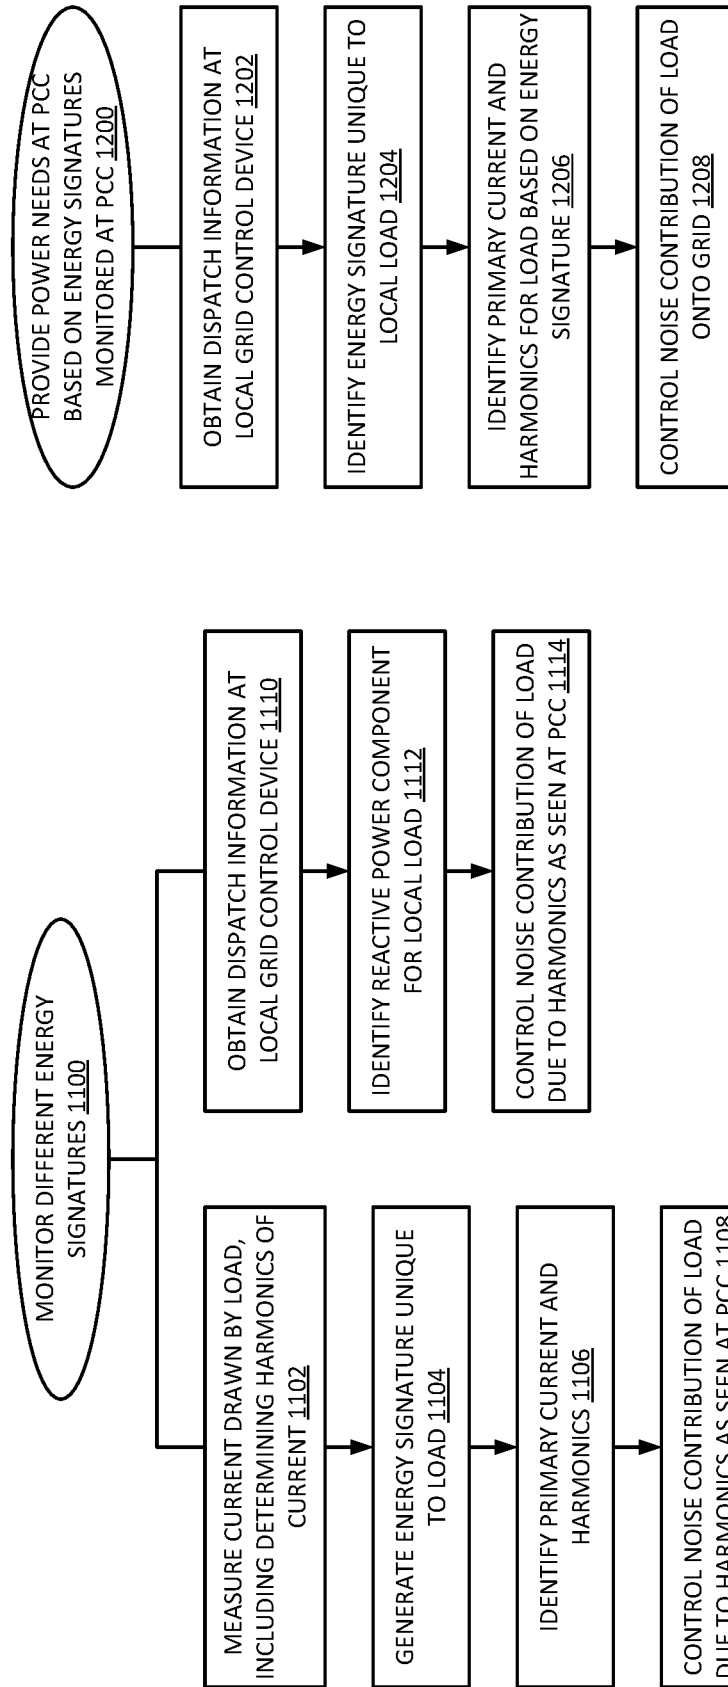 MONITOR DIFFERENT ENERGY
SIGNATURES 1100
MEASURE CURRENT DRAWN BY LOAD,
INCLUDING DETERMINING HARMONICS OF
CURRENT 1102
GENERATE ENERGY SIGNATURE UNIQUE
TO LOAD 1104
IDENTIFY PRIMARY CURRENT AND
HARMONICS 1106
CONTROL NOISE CONTRIBUTION OF LOAD
DUE TO HARMONICS AS SEEN AT PCC 1108
OBTAIN DISPATCH INFORMATION AT
LOCAL GRID CONTROL DEVICE 1110
IDENTIFY REACTIVE POWER COMPONENT
FOR LOCAL LOAD 1112
CONTROL NOISE CONTRIBUTION OF LOAD
DUE TO HARMONICS AS SEEN AT PCC 1114
PROVIDE POWER NEEDS AT PCC
BASED ON ENERGY SIGNATURES
MONITORED AT PCC 1200
OBTAIN DISPATCH INFORMATION AT
LOCAL GRID CONTROL DEVICE 1202
IDENTIFY ENERGY SIGNATURE UNIQUE TO
LOCAL LOAD 1204
IDENTIFY PRIMARY CURRENT AND
HARMONICS FOR LOAD BASED ON ENERGY
SIGNATURE 1206
CONTROL NOISE CONTRIBUTION OF LOAD
ONTO GRID 1208